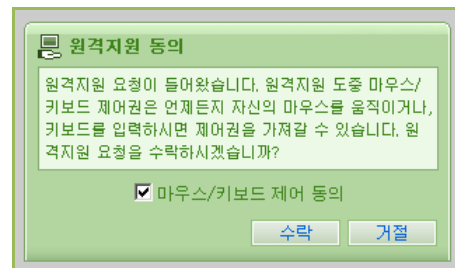 원격지원 동의
원격지원 요청이 들어왔습니다. 원격지원 도중 마우스/
키보드 제어권은 언제든지 자신의 마우스를 움직이거나,
키보드를 입력하시면 제어권을 가져갈 수 있습니다. 원
격지원 요청을 수락하시겠습니까?
마우스/키보드 제어 동의
수락 거절